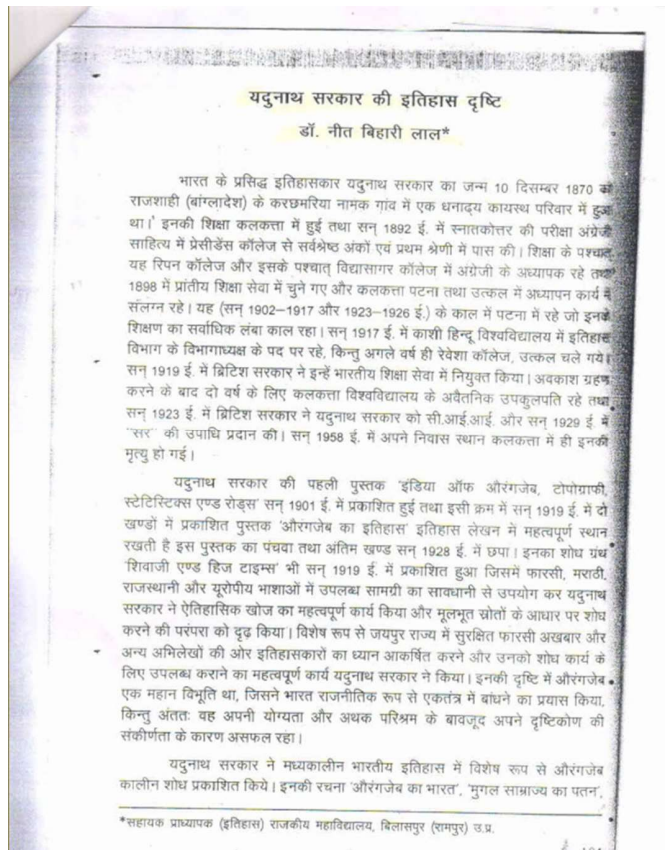 यदुनाथ सरकार की इतिहास दृष्टि
डॉ. नीत बिहारी लाल*
भारत के प्रसिद्ध इतिहासकार यदुनाथ सरकार का जन्म 10 दिसम्बर 1870 को
राजशाही (बांग्लादेश) के करछमरिया नामक गांव में एक धनाढ्य कायस्थ परिवार में हुआ
था।' इनकी शिक्षा कलकत्ता में हुई तथा सन् 1892 ई. में स्नातकोत्तर की परीक्षा अंग्रेजी
साहित्य में प्रेसीडेंस कॉलेज से सर्वश्रेष्ठ अंकों एवं प्रथम श्रेणी में पास की। शिक्षा के पश्चात्
यह रिपन कॉलेज और इसके पश्चात् विद्यासागर कॉलेज में अंग्रेजी के अध्यापक रहे तथा
1898 में प्रांतीय शिक्षा सेवा में चुने गए और कलकत्ता पटना तथा उत्कल में अध्यापन कार्य में
संलग्न रहे। यह (सन् 1902–1917 और 1923–1926 ई.) के काल में पटना में रहे जो इनके
शिक्षण का सर्वाधिक लंबा काल रहा। सन् 1917 ई. में काशी हिन्दू विश्वविद्यालय में इतिहास
विभाग के विभागाध्यक्ष के पद पर रहे, किन्तु अगले वर्ष ही रेवेशा कॉलेज, उत्कल चले गये।
सन् 1919 ई. में ब्रिटिश सरकार ने इन्हें भारतीय शिक्षा सेवा में नियुक्त किया। अवकाश ग्रहण
करने के बाद दो वर्ष के लिए कलकत्ता विश्वविद्यालय के अवैतनिक उपकुलपति रहे तथा
सन् 1923 ई. में ब्रिटिश सरकार ने यदुनाथ सरकार को सी.आई.आई. और सन् 1929 ई. में
"सर" की उपाधि प्रदान की। सन् 1958 ई. में अपने निवास स्थान कलकत्ता में ही इनकी
मृत्यु हो गई।
यदुनाथ सरकार की पहली पुस्तक 'इंडिया ऑफ औरंगजेब, टोपोग्राफी,
स्टेटिस्टिक्स एण्ड रोड्स' सन् 1901 ई. में प्रकाशित हुई तथा इसी क्रम में सन् 1919 ई. में दो
खण्डों में प्रकाशित पुस्तक 'औरंगजेब का इतिहास' इतिहास लेखन में महत्वपूर्ण स्थान
रखती है इस पुस्तक का पंचवा तथा अंतिम खण्ड सन् 1928 ई. में छपा। इनका शोध ग्रंथ
'शिवाजी एण्ड हिज टाइम्स' भी सन् 1919 ई. में प्रकाशित हुआ जिसमें फारसी, मराठी,
राजस्थानी और यूरोपीय भाशाओं में उपलब्ध सामग्री का सावधानी से उपयोग कर यदुनाथ
सरकार ने ऐतिहासिक खोज का महत्वपूर्ण कार्य किया और मूलभूत स्रोतों के आधार पर शोध
करने की परंपरा को दृढ़ किया। विशेष रूप से जयपुर राज्य में सुरक्षित फारसी अखबार और
अन्य अभिलेखों की ओर इतिहासकारों का ध्यान आकर्षित करने और उनको शोध कार्य के
लिए उपलब्ध कराने का महत्वपूर्ण कार्य यदुनाथ सरकार ने किया। इनकी दृष्टि में औरंगजेब
एक महान विभूति था, जिसने भारत राजनीतिक रूप से एकतंत्र में बांधने का प्रयास किया,
किन्तु अंततः वह अपनी योग्यता और अथक परिश्रम के बावजूद अपने दृष्टिकोण की
संकीर्णता के कारण असफल रहा।
यदुनाथ सरकार ने मध्यकालीन भारतीय इतिहास में विशेष रूप से औरंगजेब
कालीन शोध प्रकाशित किये। इनकी रचना 'औरंगजेब का भारत', 'मुगल साम्राज्य का पतन',
*सहायक प्राध्यापक (इतिहास) राजकीय महाविद्यालय, बिलासपुर (रामपुर) उ.प्र.